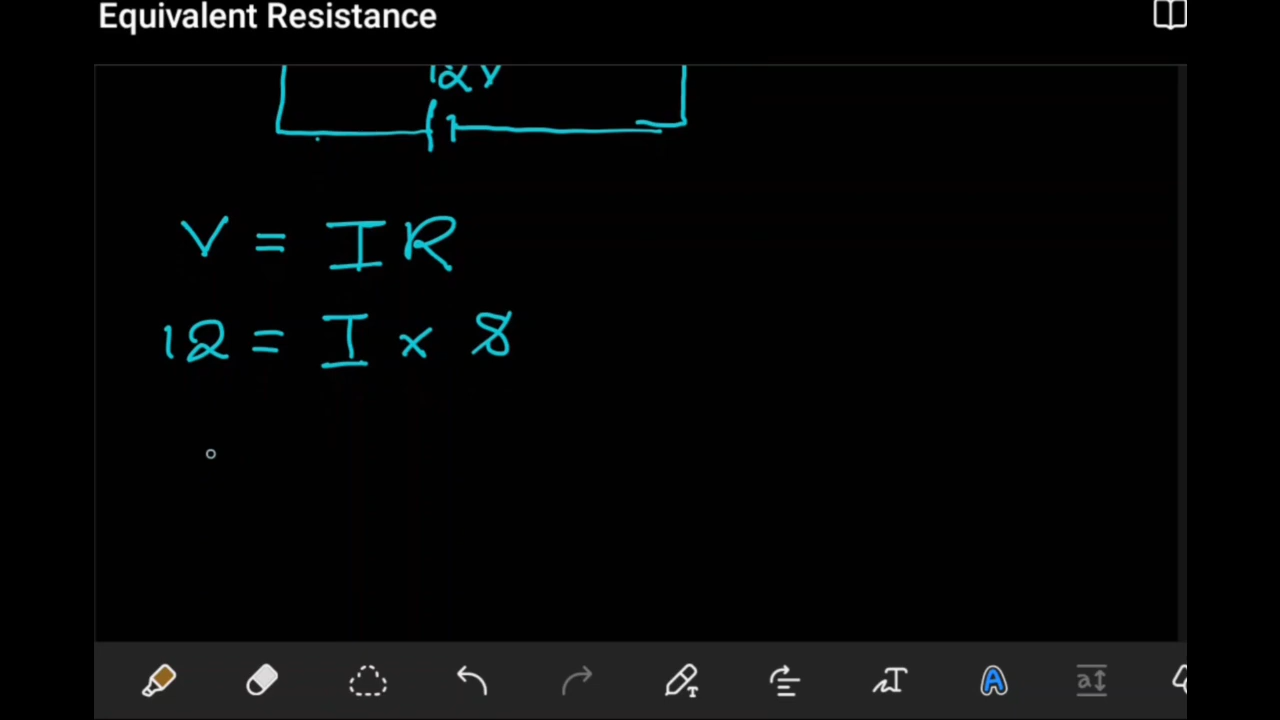 Equivalent Resistance
12V
V = IR
12 = I × 8